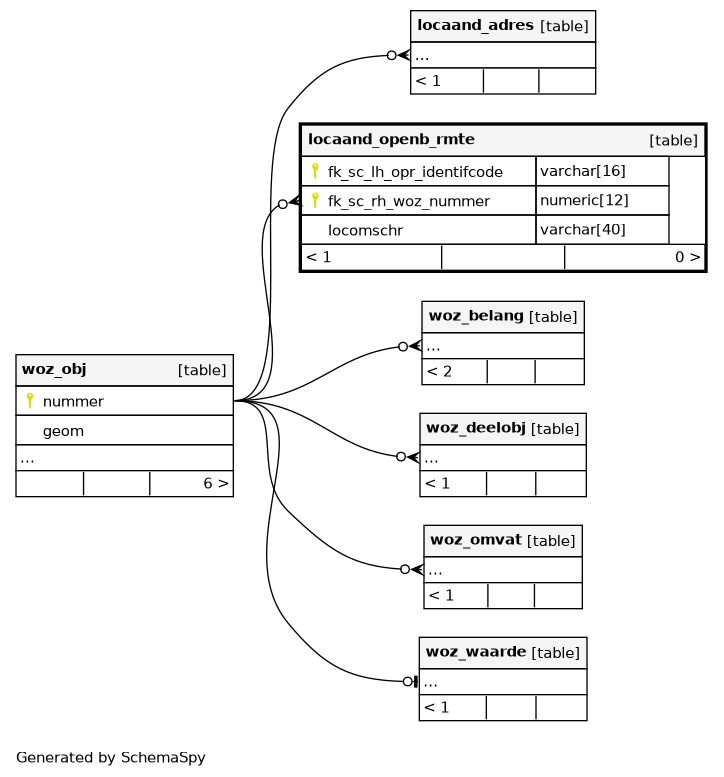 locaand_adres [table]
...
< 1
locaand_openb_rmte [table]
fk_sc_lh_opr_identifcode varchar[16]
fk_sc_rh_woz_nummer numeric[12]
locomschr varchar[40]
< 1 0 >
woz_belang [table]
...
< 2
woz_obj [table]
nummer
geom
...
6 >
woz_deelobj [table]
...
< 1
woz_omvat [table]
...
< 1
woz_waarde [table]
...
< 1
Generated by SchemaSpy